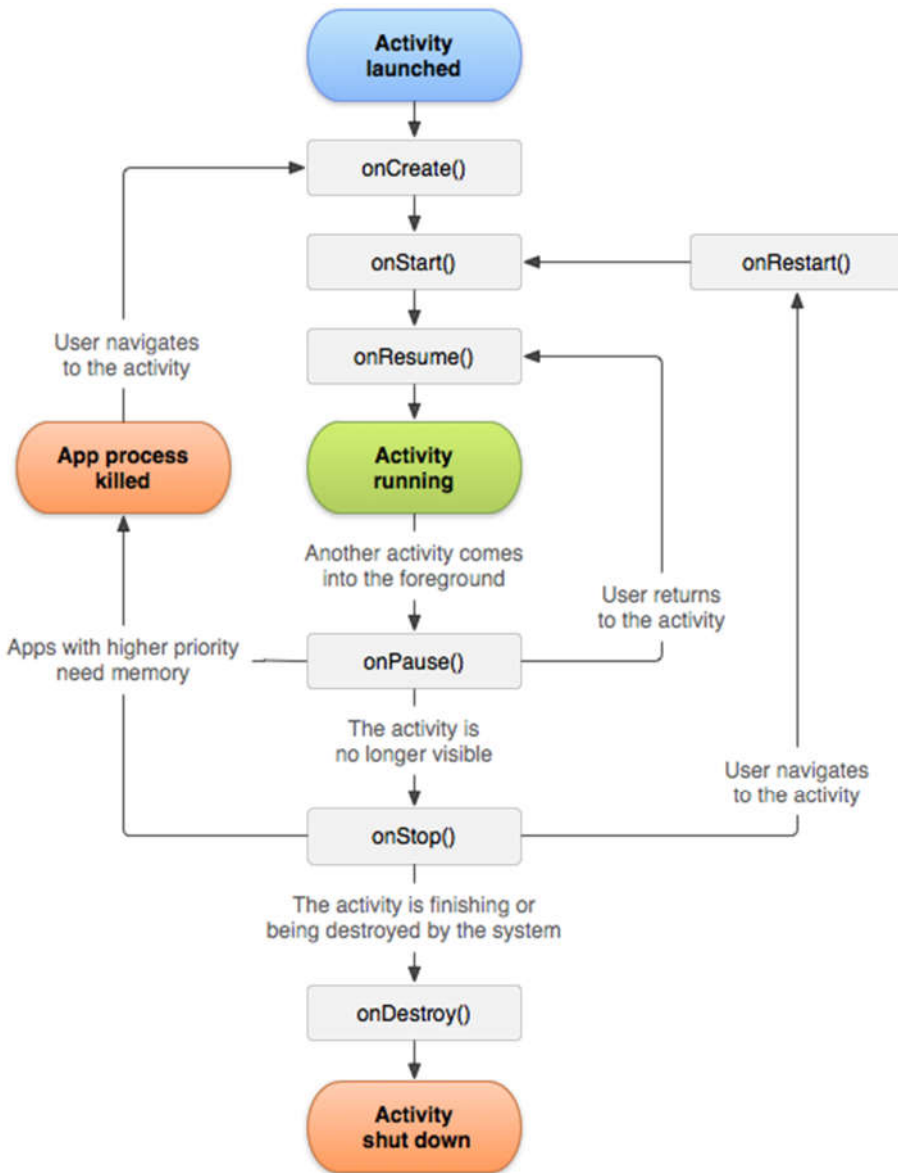 Activity
launched
onCreate()
onStart()
onRestart()
User navigates
to the activity
onResume()
App process
killed
Activity
running
Another activity comes
into the foreground
User returns
to the activity
Apps with higher priority
need memory
onPause()
The activity is
no longer visible
User navigates
to the activity
onStop()
The activity is finishing or
being destroyed by the system
onDestroy()
Activity
shut down